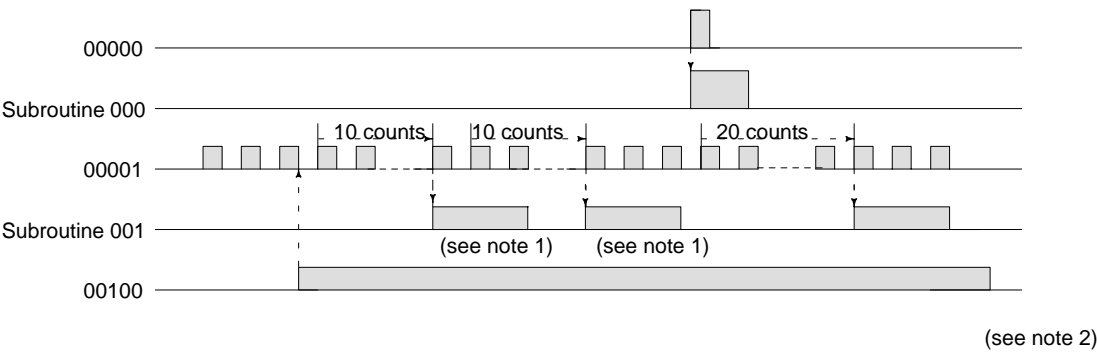 00000
Subroutine 000
10 counts 10 counts 20 counts
00001
Subroutine 001
(see note 1) (see note 1)
00100
(see note 2)